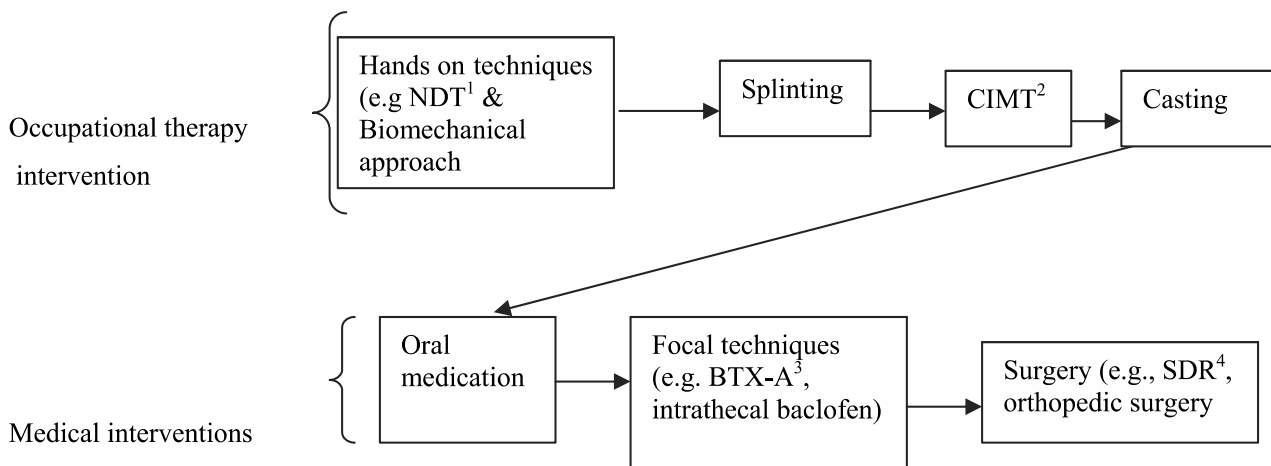 Hands on techniques
(e.g NDT¹ &
Biomechanical
approach
Splinting
CIMT²
Casting
Occupational therapy
intervention
Oral
medication
Focal techniques
(e.g. BTX-A³,
intrathecal baclofen)
Surgery (e.g., SDR⁴,
orthopedic surgery
Medical interventions